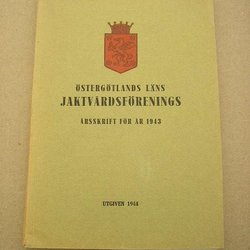 ÖSTERGÖTLANDS LÄNS
JAKTVÅRDSFÖRENINGS
ÅRSSKRIFT FÖR ÅR 1943
UTGIVEN 1944